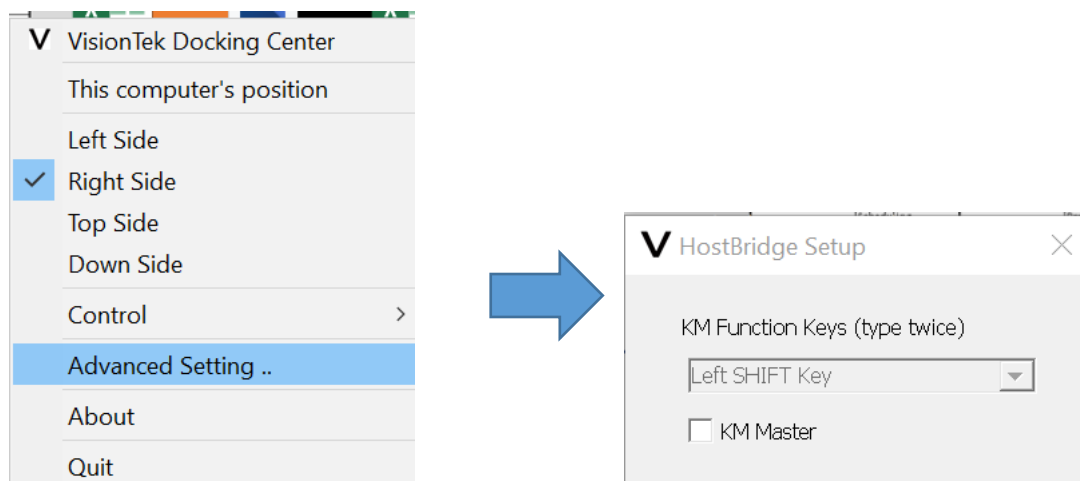 VisionTek Docking Center
This computer's position
Left Side
Right Side
Top Side
Down Side
Control
Advanced Setting ..
About
Quit
HostBridge Setup
KM Function Keys (type twice)
Left SHIFT Key
KM Master